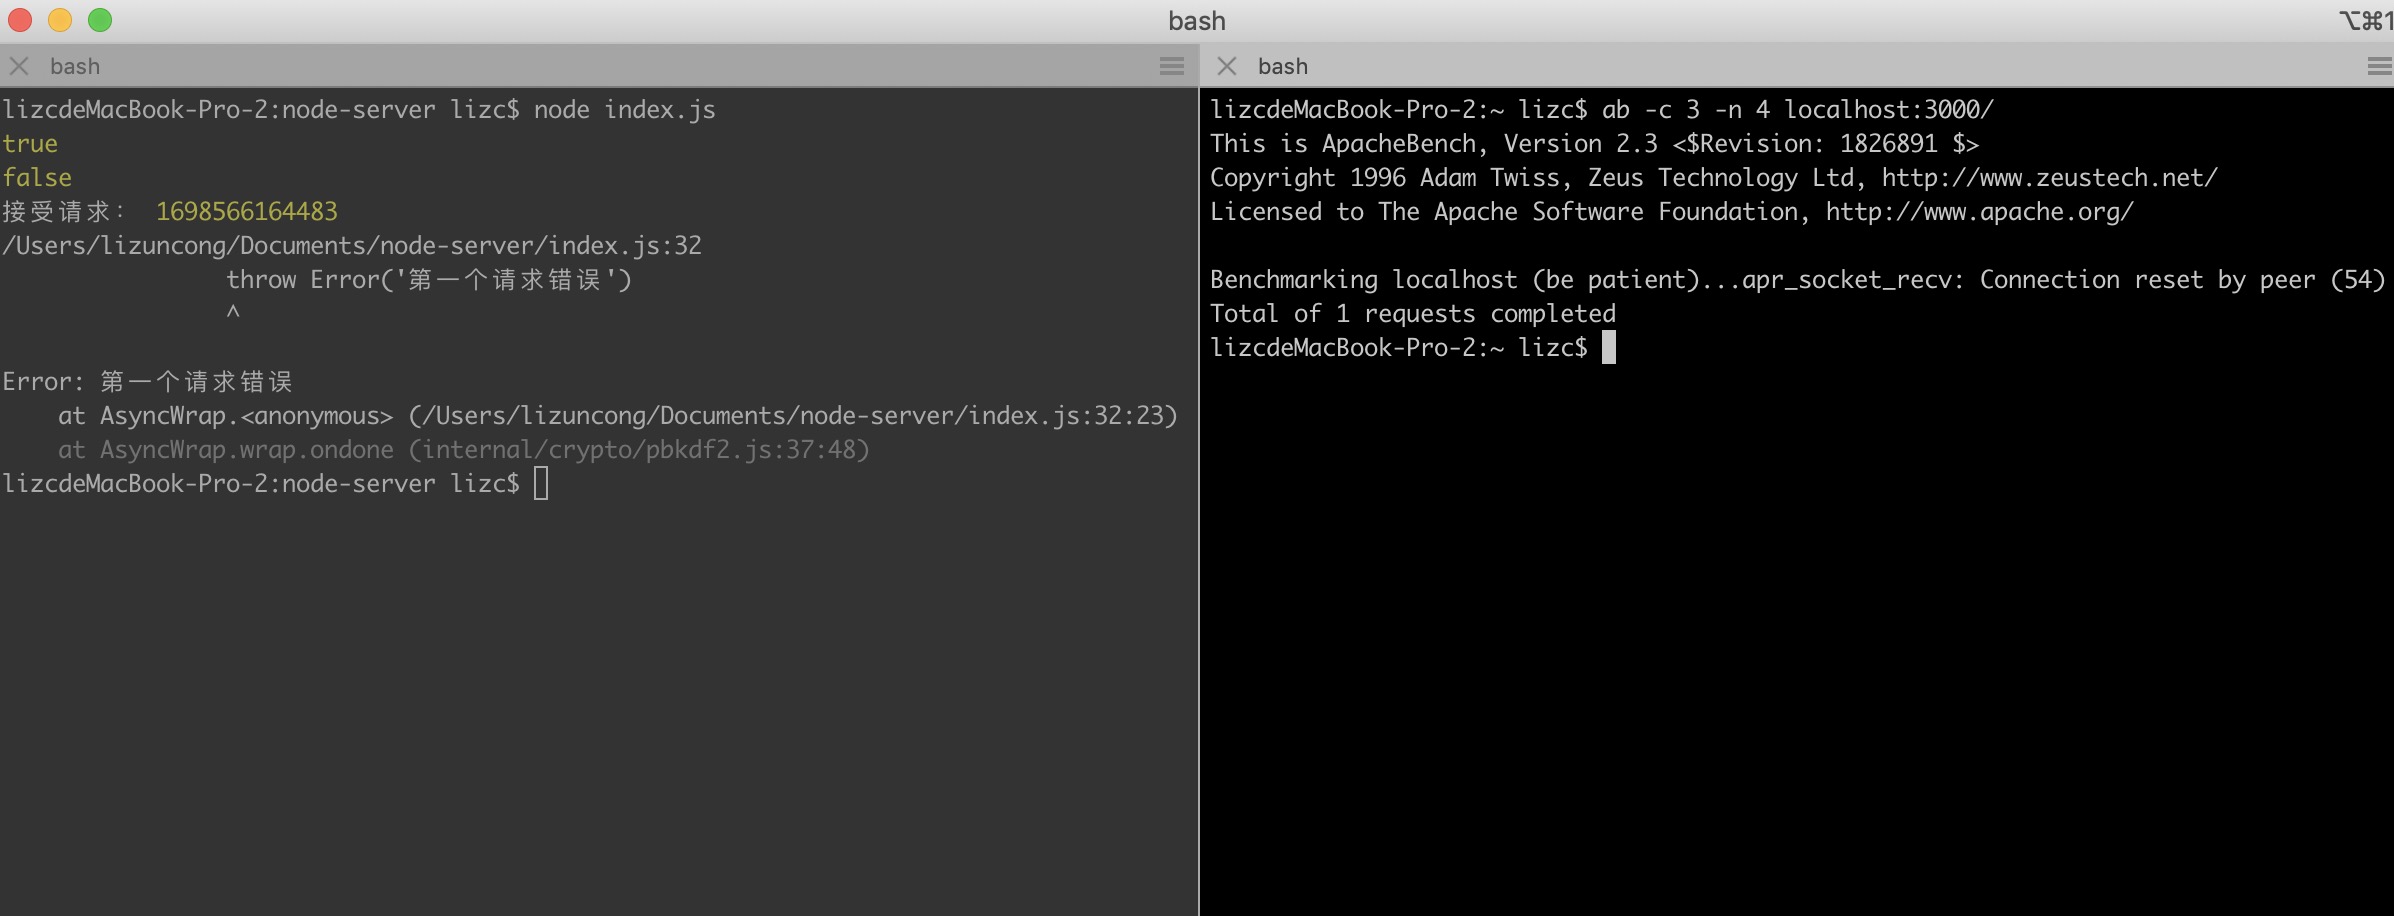 bash
⌥⌘1
bash
lizcdeMacBook-Pro-2:node-server lizc$ node index.js
true
false
接受请求： 1698566164483
/Users/lizuncong/Documents/node-server/index.js:32
                throw Error('第一个请求错误')
                ^
Error: 第一个请求错误
    at AsyncWrap.<anonymous> (/Users/lizuncong/Documents/node-server/index.js:32:23)
    at AsyncWrap.wrap.ondone (internal/crypto/pbkdf2.js:37:48)
lizcdeMacBook-Pro-2:node-server lizc$
bash
lizcdeMacBook-Pro-2:~ lizc$ ab -c 3 -n 4 localhost:3000/
This is ApacheBench, Version 2.3 <$Revision: 1826891 $>
Copyright 1996 Adam Twiss, Zeus Technology Ltd, http://www.zeustech.net/
Licensed to The Apache Software Foundation, http://www.apache.org/
Benchmarking localhost (be patient)...apr_socket_recv: Connection reset by peer (54)
Total of 1 requests completed
lizcdeMacBook-Pro-2:~ lizc$